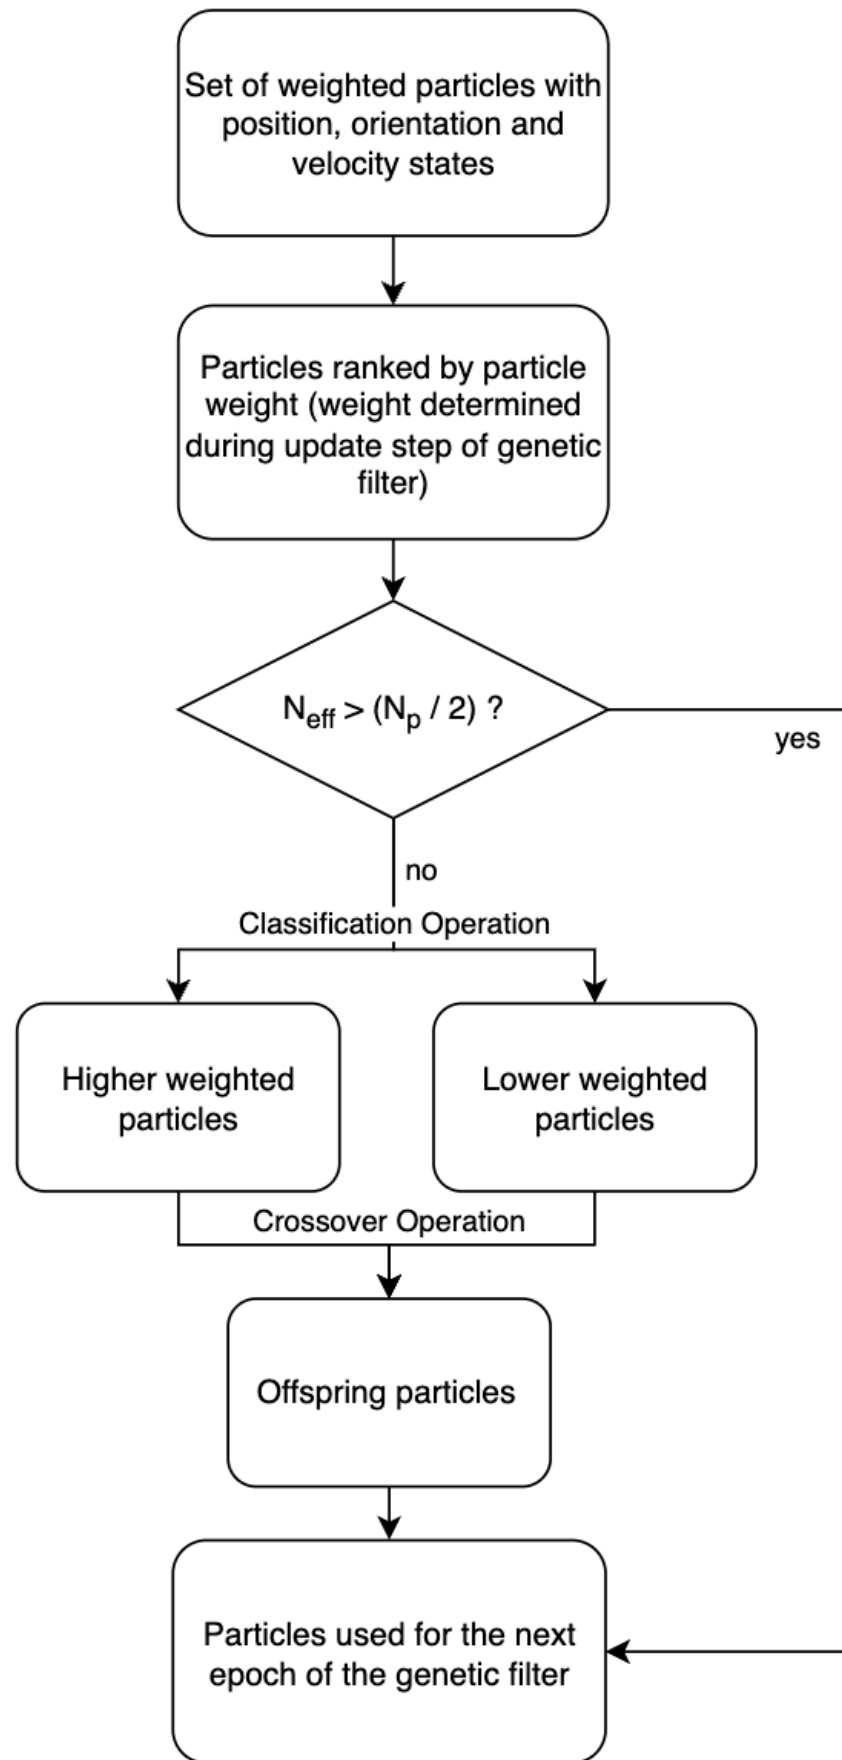 Set of weighted particles with
position, orientation and
velocity states
Particles ranked by particle
weight (weight determined
during update step of genetic
filter)
N_eff > (N_p / 2) ?
yes
no
Classification Operation
Higher weighted
particles
Lower weighted
particles
Crossover Operation
Offspring particles
Particles used for the next
epoch of the genetic filter